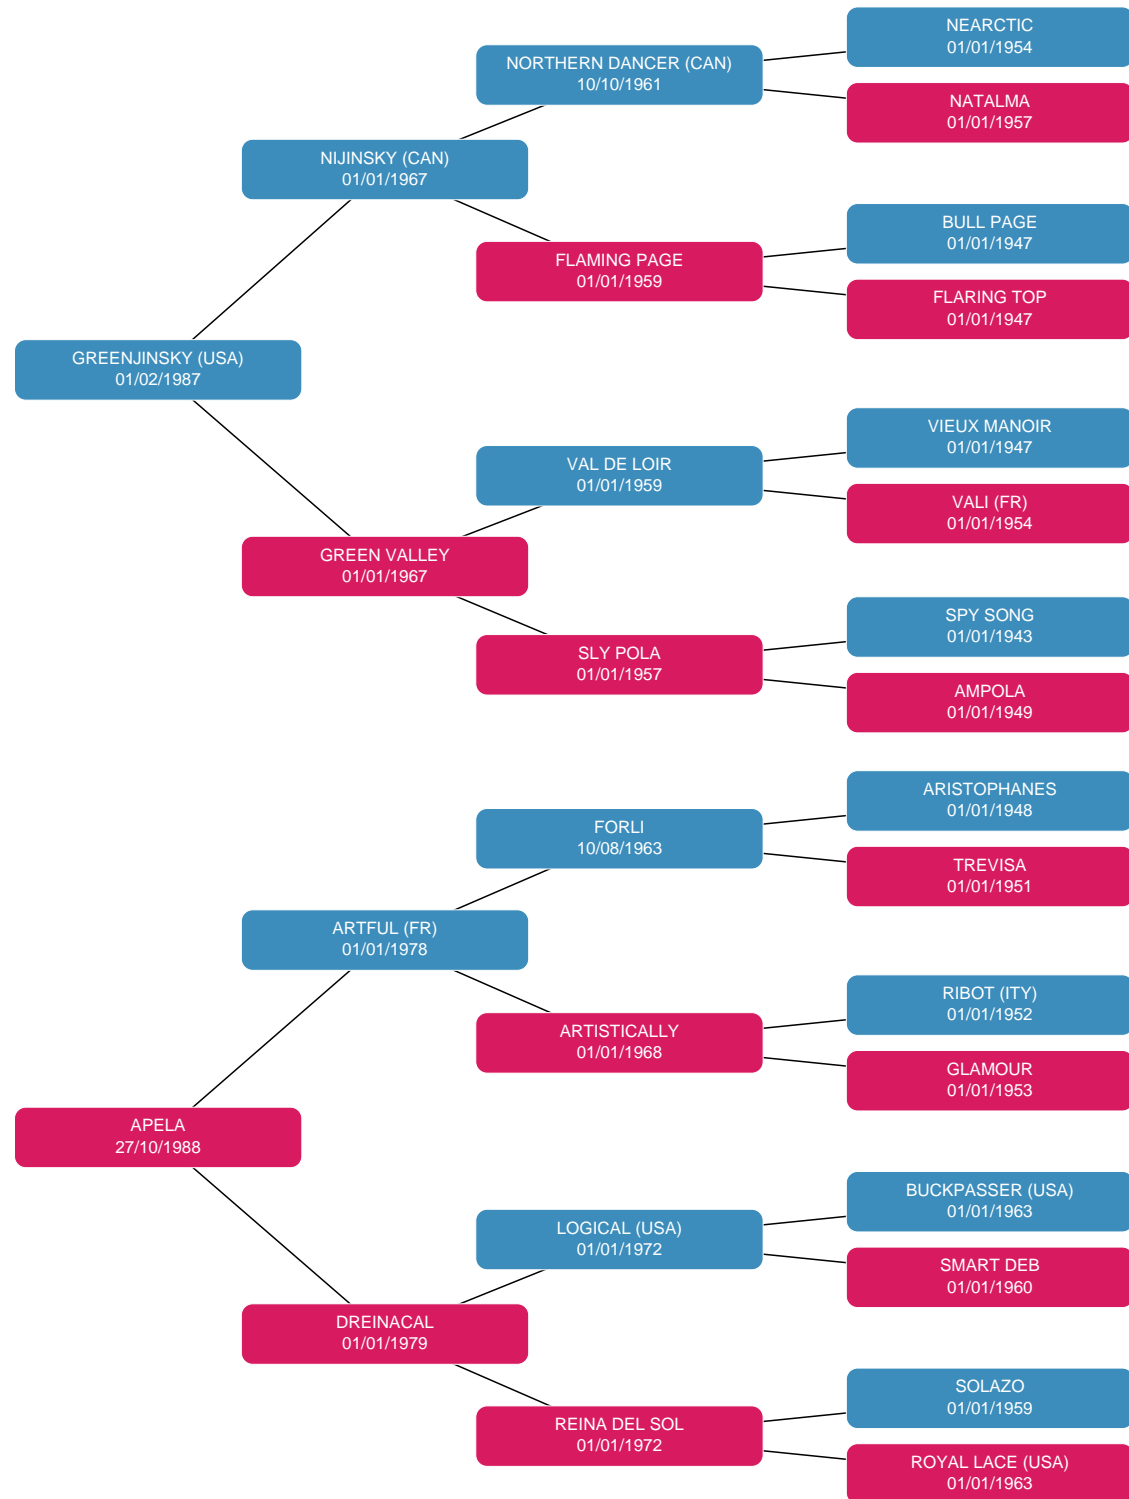 NEARCTIC
01/01/1954
NORTHERN DANCER (CAN)
10/10/1961
NATALMA
01/01/1957
NIJINSKY (CAN)
01/01/1967
BULL PAGE
01/01/1947
FLAMING PAGE
01/01/1959
FLARING TOP
01/01/1947
GREENJINSKY (USA)
01/02/1987
VIEUX MANOIR
01/01/1947
VAL DE LOIR
01/01/1959
VALI (FR)
01/01/1954
GREEN VALLEY
01/01/1967
SPY SONG
01/01/1943
SLY POLA
01/01/1957
AMPOLA
01/01/1949
ARISTOPHANES
01/01/1948
FORLI
10/08/1963
TREVISA
01/01/1951
ARTFUL (FR)
01/01/1978
RIBOT (ITY)
01/01/1952
ARTISTICALLY
01/01/1968
GLAMOUR
01/01/1953
APELA
27/10/1988
BUCKPASSER (USA)
01/01/1963
LOGICAL (USA)
01/01/1972
SMART DEB
01/01/1960
DREINACAL
01/01/1979
SOLAZO
01/01/1959
REINA DEL SOL
01/01/1972
ROYAL LACE (USA)
01/01/1963